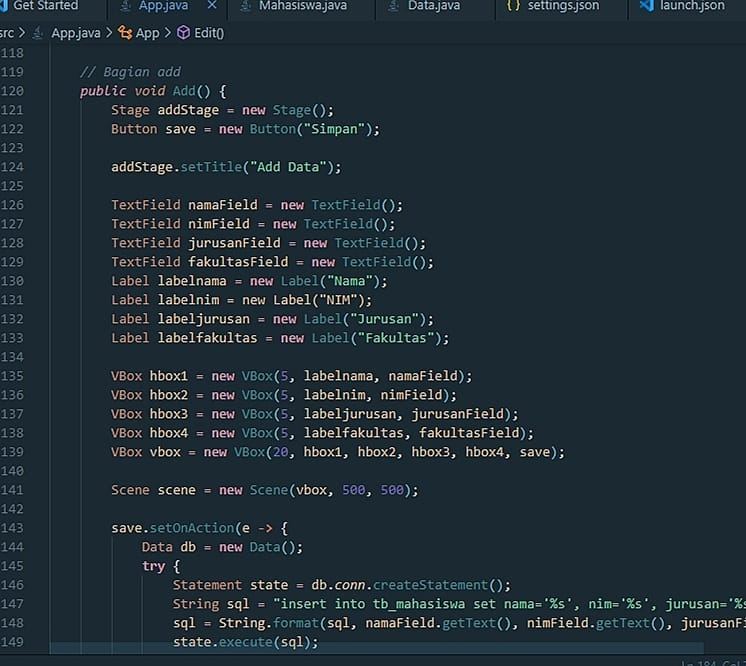 Get Started App.java Mahasiswa.java Data.java {} settings.json launch.json
src > App.java > App > Edit()
118
119 // Bagian add
120 public void Add() {
121 Stage addStage = new Stage();
122 Button save = new Button("Simpan");
123
124 addStage.setTitle("Add Data");
125
126 TextField namaField = new TextField();
127 TextField nimField = new TextField();
128 TextField jurusanField = new TextField();
129 TextField fakultasField = new TextField();
130 Label labelnama = new Label("Nama");
131 Label labelnim = new Label("NIM");
132 Label labeljurusan = new Label("Jurusan");
133 Label labelfakultas = new Label("Fakultas");
134
135 VBox hbox1 = new VBox(5, labelnama, namaField);
136 VBox hbox2 = new VBox(5, labelnim, nimField);
137 VBox hbox3 = new VBox(5, labeljurusan, jurusanField);
138 VBox hbox4 = new VBox(5, labelfakultas, fakultasField);
139 VBox vbox = new VBox(20, hbox1, hbox2, hbox3, hbox4, save);
140
141 Scene scene = new Scene(vbox, 500, 500);
142
143 save.setOnAction(e -> {
144 Data db = new Data();
145 try {
146 Statement state = db.conn.createStatement();
147 String sql = "insert into tb_mahasiswa set nama='%s', nim='%s', jurusan='%s
148 sql = String.format(sql, namaField.getText(), nimField.getText(), jurusanFi
149 state.execute(sql);